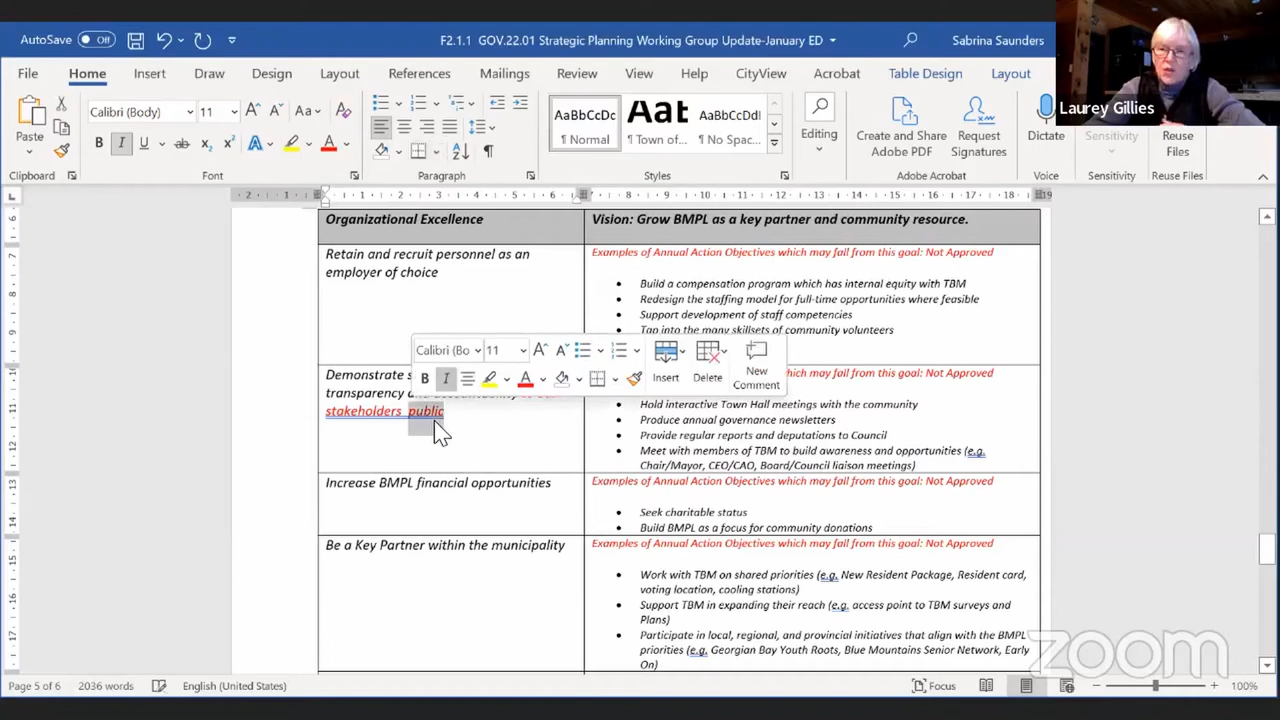 AutoSave Off F2.1.1 GOV.22.01 Strategic Planning Working Group Update-January ED Sabrina Saunders
File Home Insert Draw Design Layout References Mailings Review View Help CityView Acrobat Table Design Layout
Laurey Gillies
Paste
Calibri (Body) 11
AaBbCcDc AaBb AaBbCcDdI
¶ Normal ¶ Town of... ¶ No Spac...
Editing
Create and Share Adobe PDF
Request Signatures
Dictate
Sensitivity
Reuse Files
Clipboard Font Paragraph Styles Adobe Acrobat Voice Sensitivity Reuse Files
Organizational Excellence
Vision: Grow BMPL as a key partner and community resource.
Retain and recruit personnel as an
employer of choice
Examples of Annual Action Objectives which may fall from this goal: Not Approved
• Build a compensation program which has internal equity with TBM
• Redesign the staffing model for full-time opportunities where feasible
• Support development of staff competencies
• Tap into the many skillsets of community volunteers
Calibri (Bo 11
Insert Delete New Comment
Demonstrate s
transparency and accountability
stakeholders public
which may fall from this goal: Not Approved
Hold interactive Town Hall meetings with the community
• Produce annual governance newsletters
• Provide regular reports and deputations to Council
• Meet with members of TBM to build awareness and opportunities (e.g.
Chair/Mayor, CEO/CAO, Board/Council liaison meetings)
Increase BMPL financial opportunities
Examples of Annual Action Objectives which may fall from this goal: Not Approved
• Seek charitable status
• Build BMPL as a focus for community donations
Be a Key Partner within the municipality
Examples of Annual Action Objectives which may fall from this goal: Not Approved
• Work with TBM on shared priorities (e.g. New Resident Package, Resident card,
voting location, cooling stations)
• Support TBM in expanding their reach (e.g. access point to TBM surveys and
Plans)
• Participate in local, regional, and provincial initiatives that align with the BMPL
priorities (e.g. Georgian Bay Youth Roots, Blue Mountains Senior Network, Early
On)
zoom
Page 5 of 6 2036 words English (United States) Focus 100%